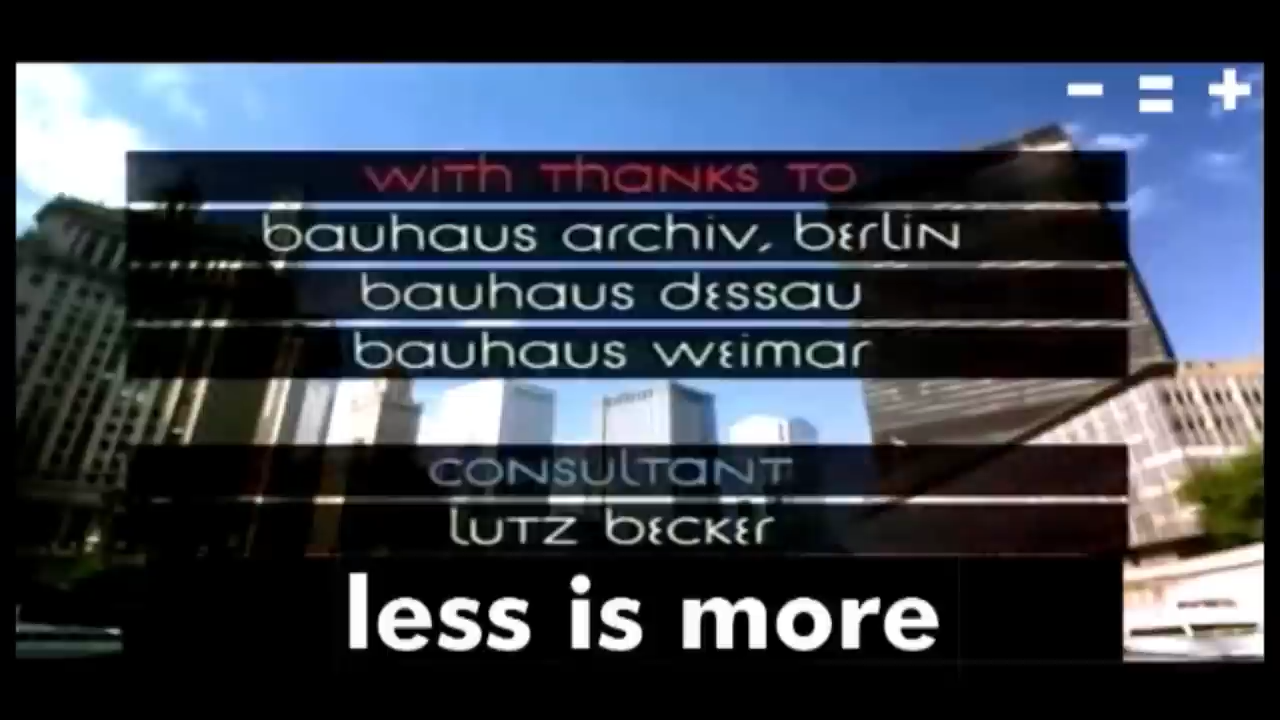 - = +
with thanks to
bauhaus archiv, berlin
bauhaus dessau
bauhaus weimar
consultant
lutz becker
less is more